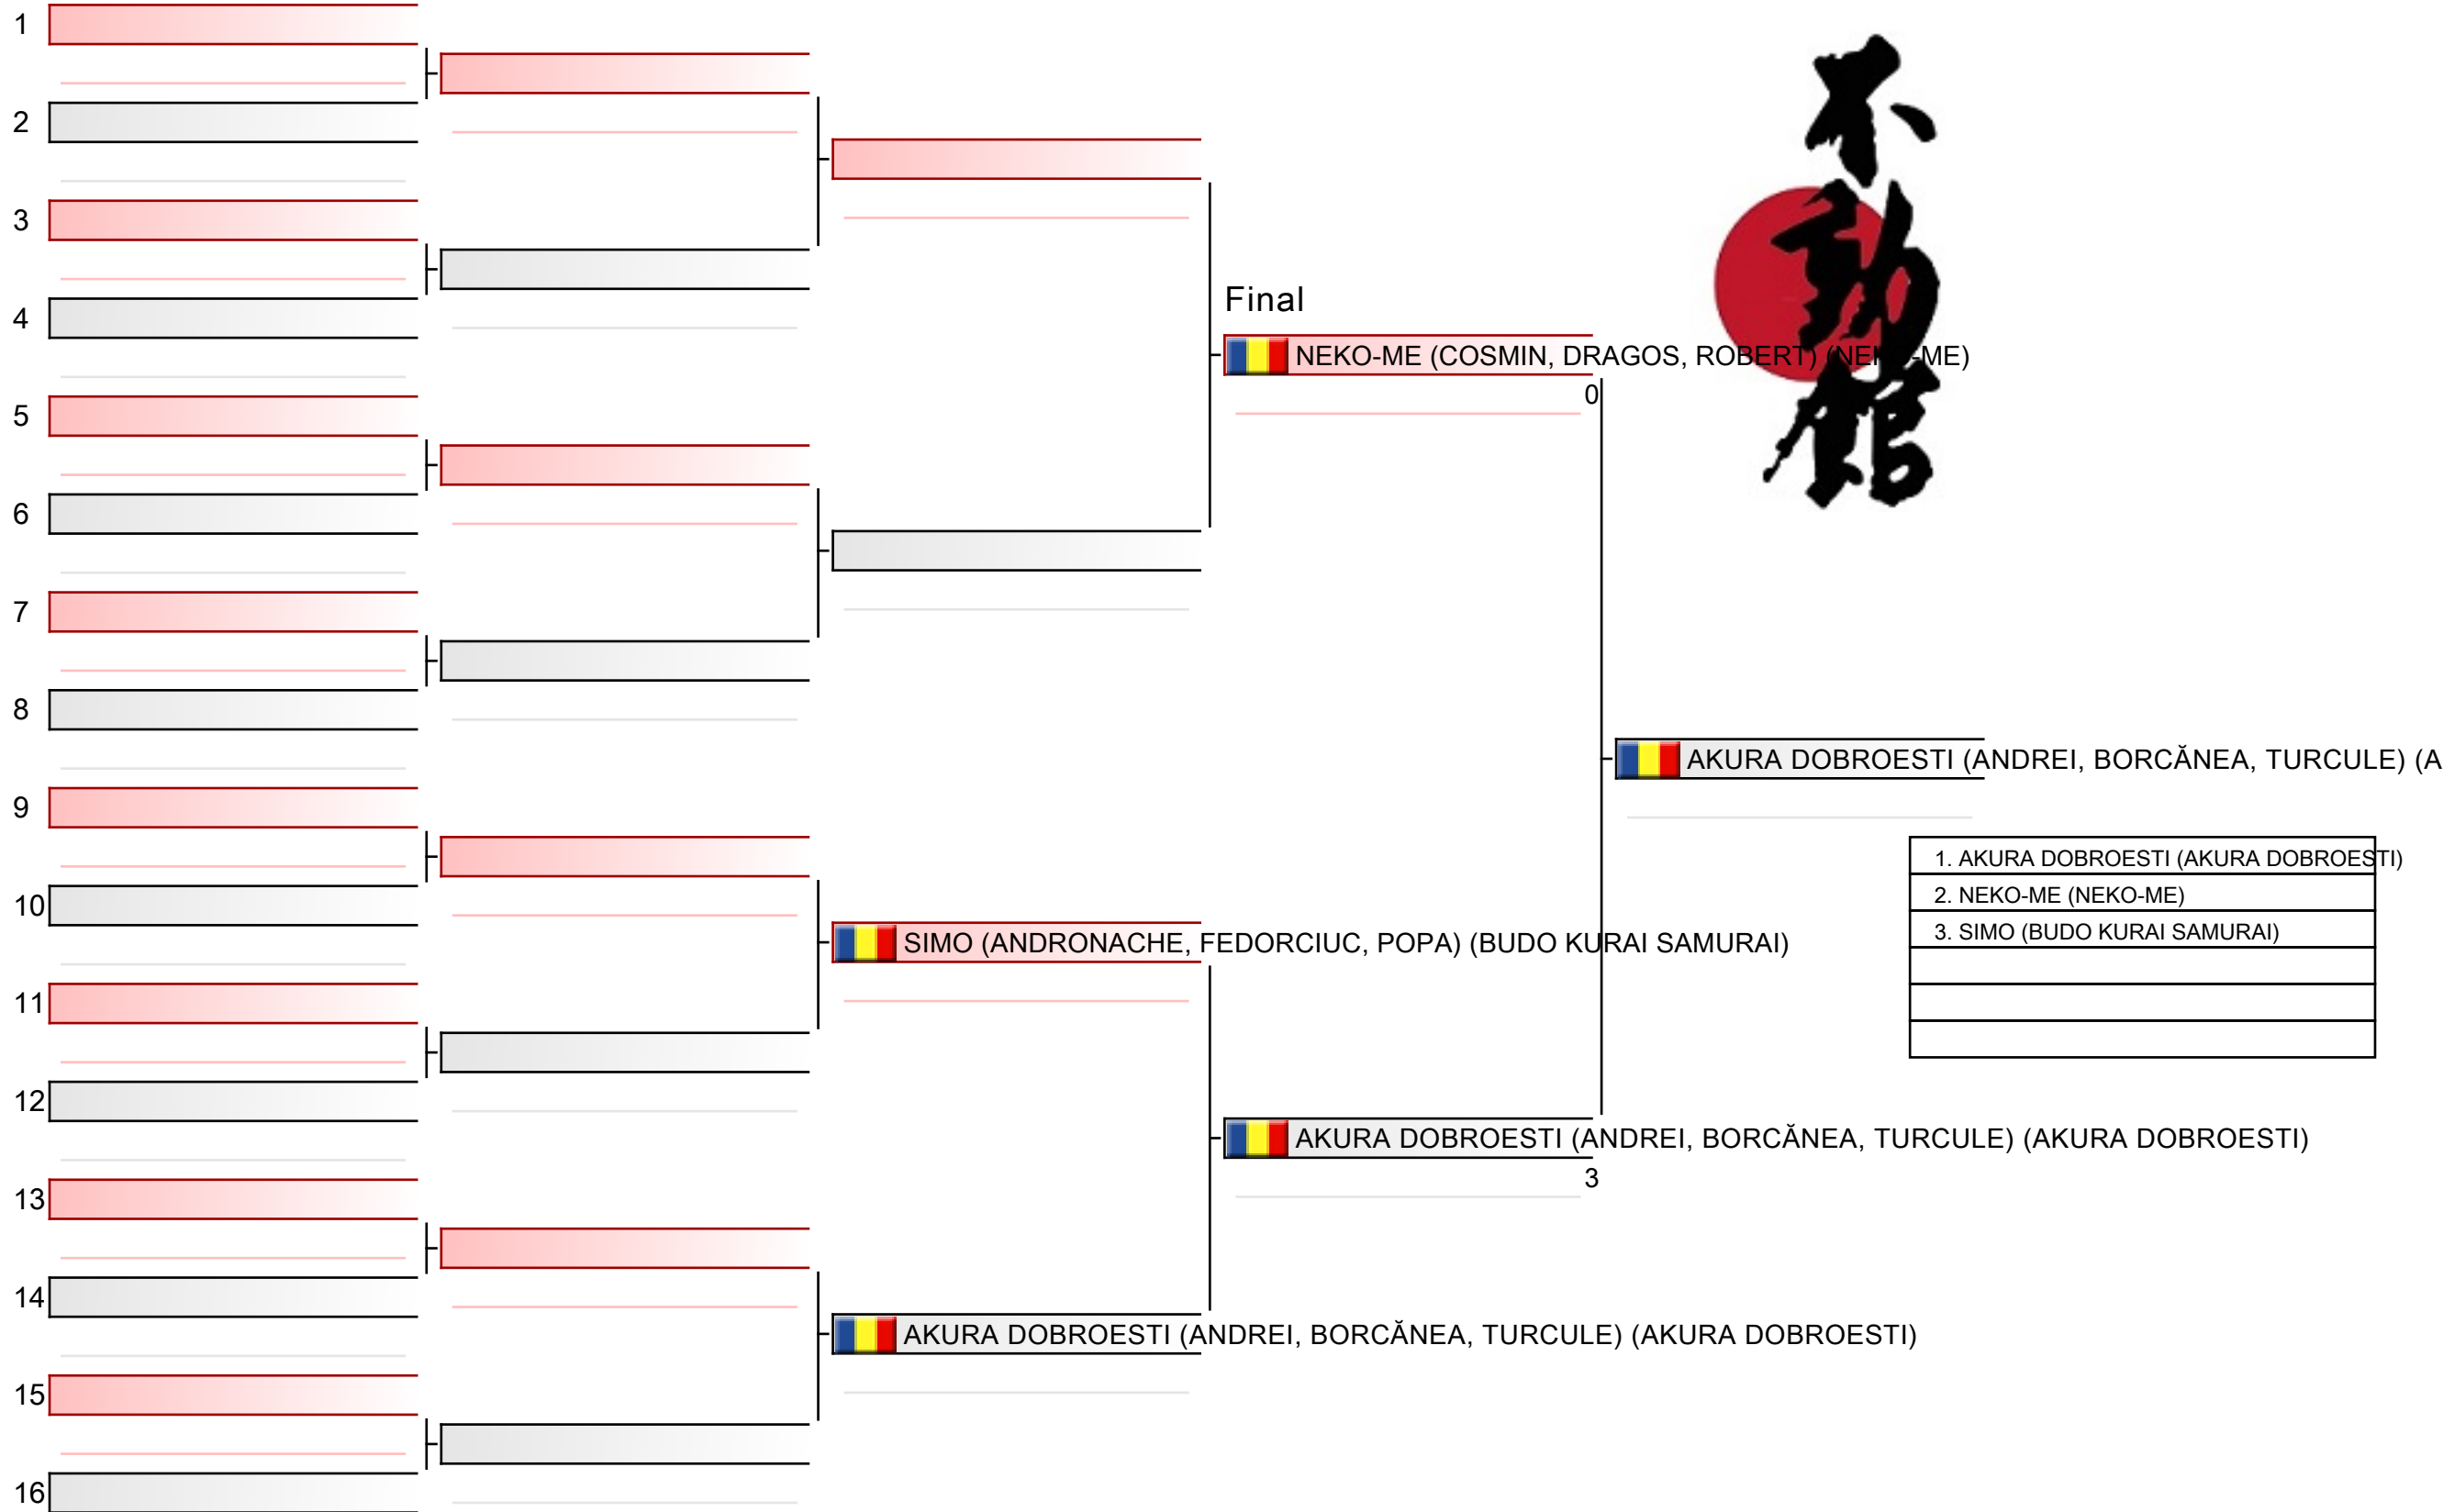 1
2
3
4
5
6
7
8
9
10
11
12
13
14
15
16
SIMO (ANDRONACHE, FEDORCIUC, POPA) (BUDO KURAI SAMURAI)
AKURA DOBROESTI (ANDREI, BORCĂNEA, TURCULE) (AKURA DOBROESTI)
Final
NEKO-ME (COSMIN, DRAGOS, ROBERT) (NEKO-ME)
0
AKURA DOBROESTI (ANDREI, BORCĂNEA, TURCULE) (AKURA DOBROESTI)
3
不
動
館
AKURA DOBROESTI (ANDREI, BORCĂNEA, TURCULE) (A
1. AKURA DOBROESTI (AKURA DOBROESTI)
2. NEKO-ME (NEKO-ME)
3. SIMO (BUDO KURAI SAMURAI)